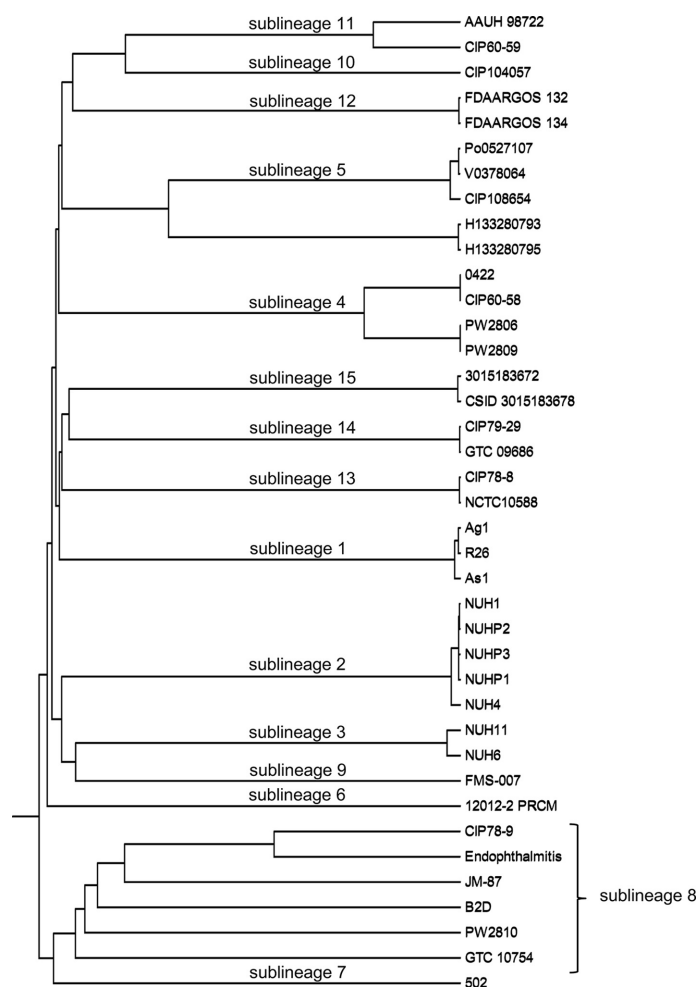 sublineage 11
AAUH 98722
CIP60-59
sublineage 10
CIP104057
sublineage 12
FDAARGOS 132
FDAARGOS 134
Po0527107
sublineage 5
V0378064
CIP108654
H133280793
H133280795
0422
sublineage 4
CIP60-58
PW2806
PW2809
sublineage 15
3015183672
CSID 3015183678
sublineage 14
CIP79-29
GTC 09686
sublineage 13
CIP78-8
NCTC10588
Ag1
sublineage 1
R26
As1
NUH1
NUHP2
NUHP3
sublineage 2
NUHP1
NUH4
sublineage 3
NUH11
NUH6
sublineage 9
FMS-007
sublineage 6
12012-2 PRCM
CIP78-9
Endophthalmitis
JM-87
sublineage 8
B2D
PW2810
GTC 10754
sublineage 7
502